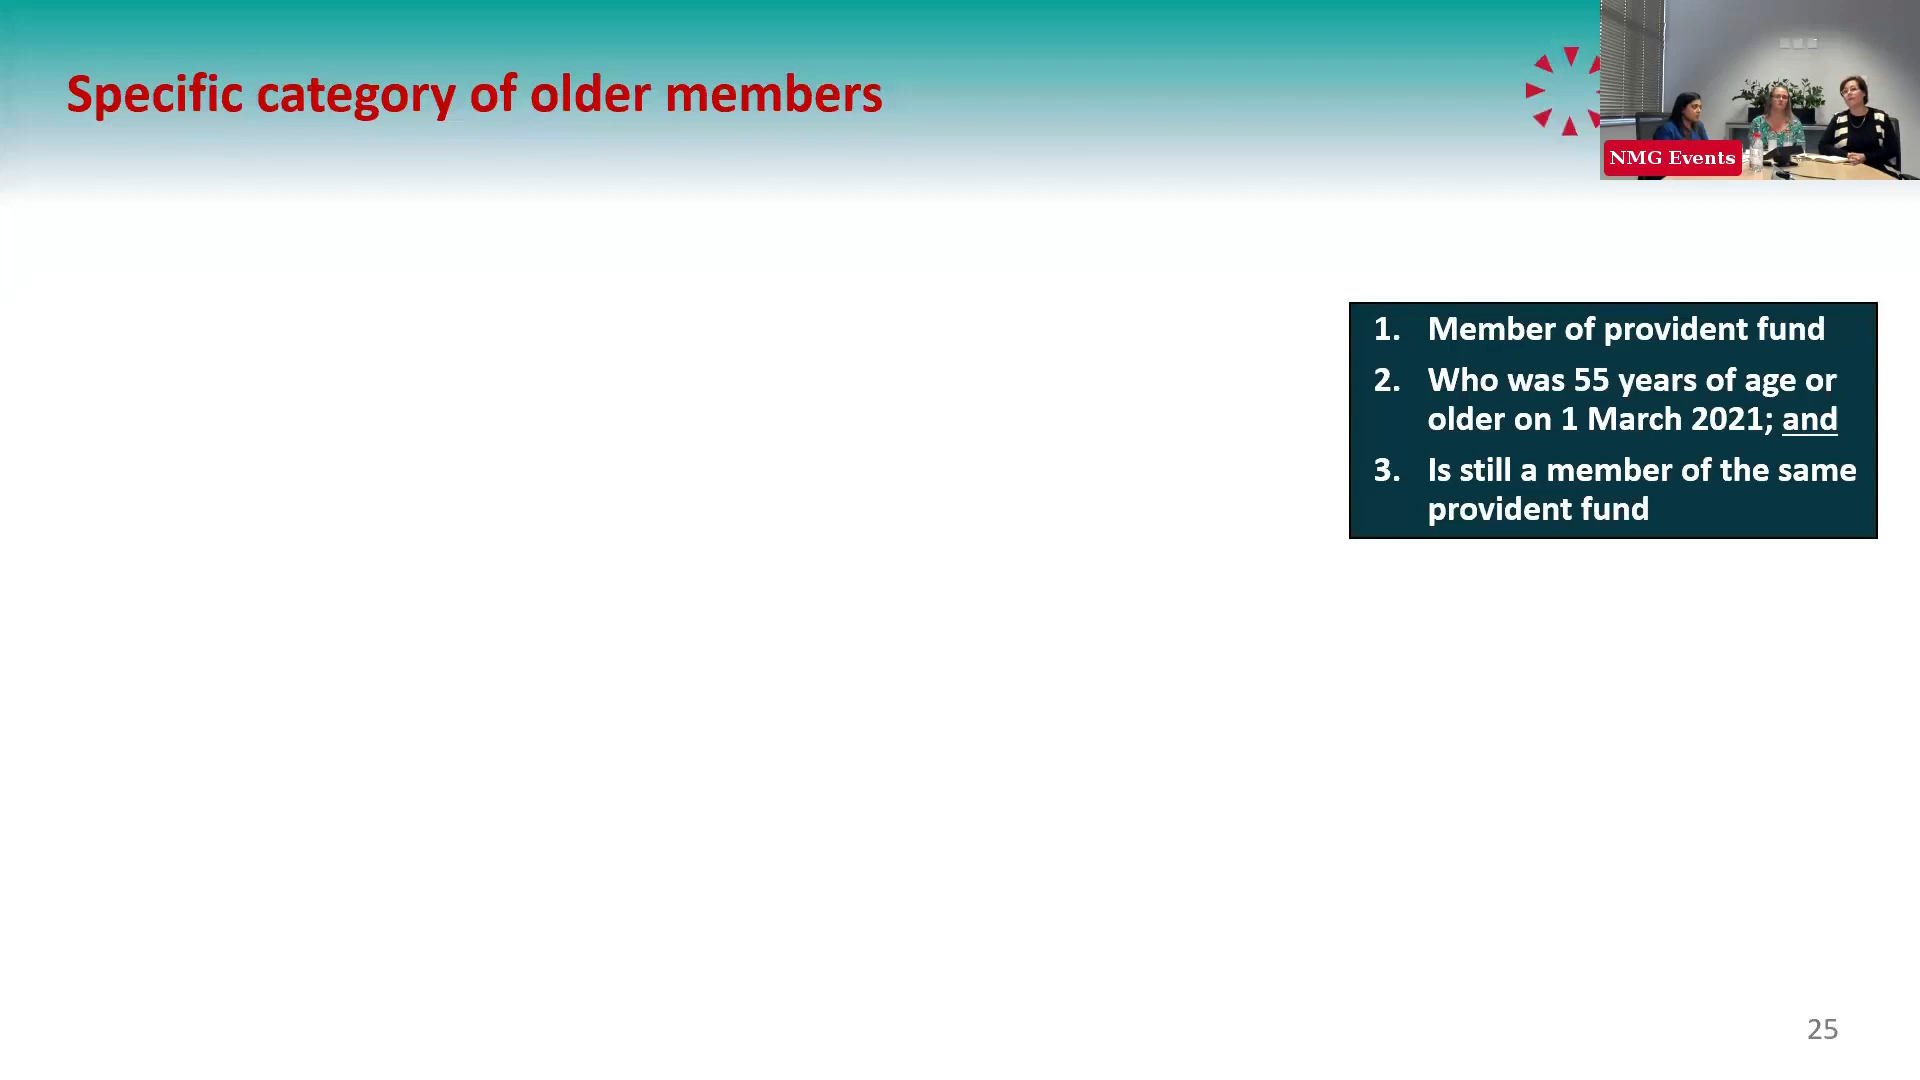 Specific category of older members
NMG Events
1. Member of provident fund
2. Who was 55 years of age or
older on 1 March 2021; and
3. Is still a member of the same
provident fund
25